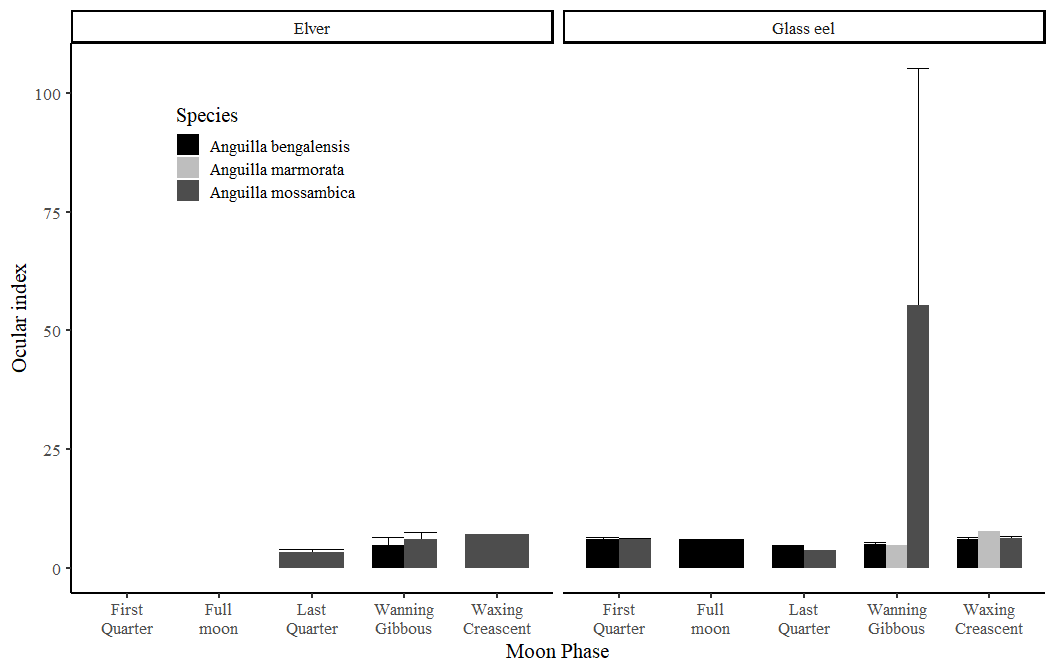 Elver
Glass eel
Species
Anguilla bengalensis
Anguilla marmorata
Anguilla mossambica
Ocular index
100
75
50
25
0
First
Quarter
Full
moon
Last
Quarter
Wanning
Gibbous
Waxing
Creascent
First
Quarter
Full
moon
Last
Quarter
Wanning
Gibbous
Waxing
Creascent
Moon Phase